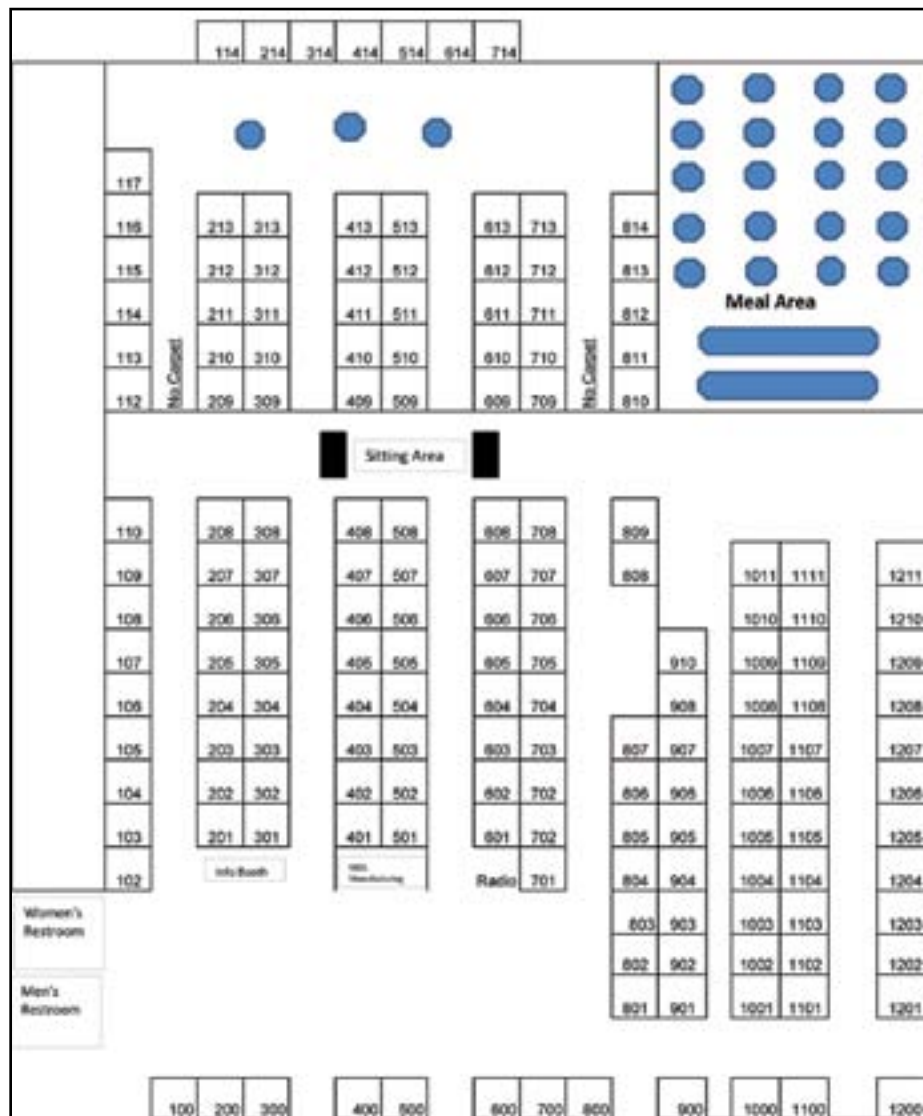 114 214 314 414 514 614 714
117
116 213 313 413 513 613 713 814
115 212 312 412 512 612 712 813
114 211 311 411 511 611 711 812
Meal Area
113 210 310 410 510 610 710 811
No Carpet
No Carpet
112 209 309 409 509 609 709 810
Sitting Area
110 208 308 408 508 608 708 809
109 207 307 407 507 607 707 808 1011 1111 1211
108 206 306 406 506 606 706 1010 1110 1210
107 205 305 405 505 605 705 910 1009 1109 1209
106 204 304 404 504 604 704 908 1008 1108 1208
105 203 303 403 503 603 703 807 907 1007 1107 1207
104 202 302 402 502 602 702 806 906 1006 1106 1206
103 201 301 401 501 601 702 805 905 1005 1105 1205
Info Booth
Manufacturing
102 Radio 701 804 904 1004 1104 1204
Women's
Restroom
803 903 1003 1103 1203
802 902 1002 1102 1202
Men's
Restroom
801 901 1001 1101 1201
100 200 300 400 500 600 700 800 900 1000 1100 1200